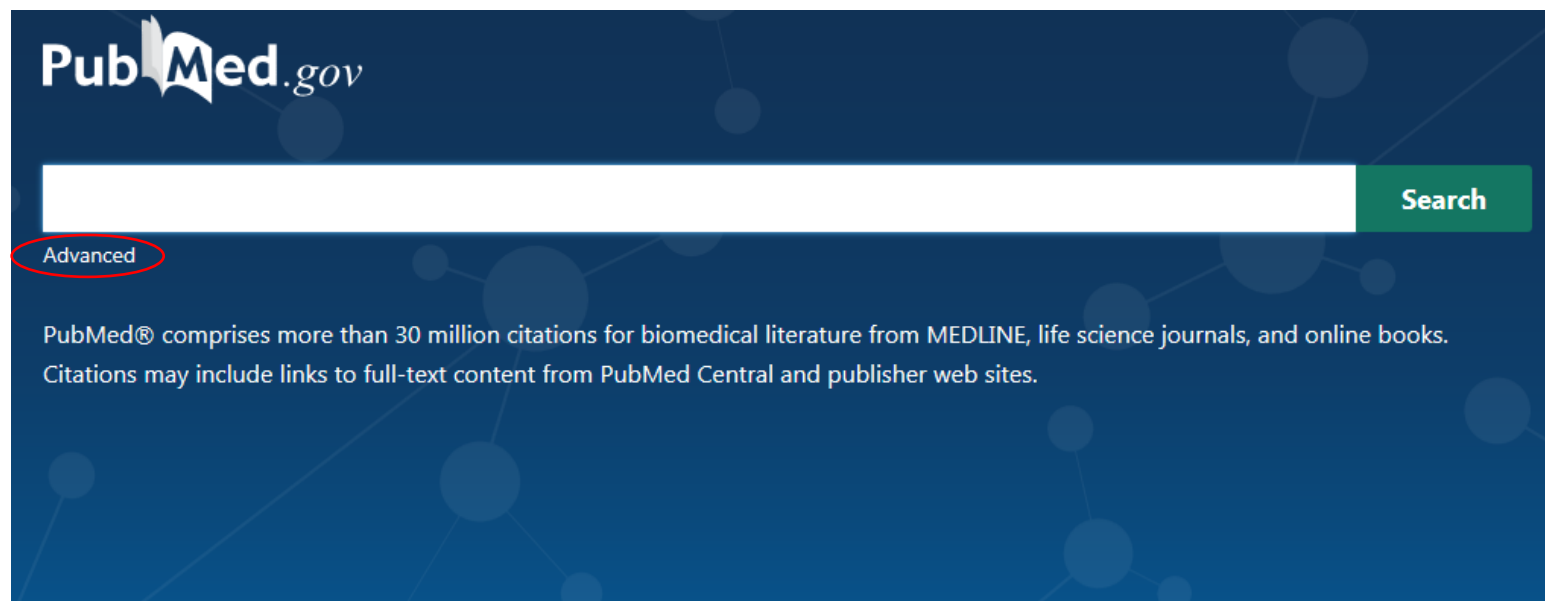 PubMed.gov
Search
Advanced
PubMed® comprises more than 30 million citations for biomedical literature from MEDLINE, life science journals, and online books.
Citations may include links to full-text content from PubMed Central and publisher web sites.